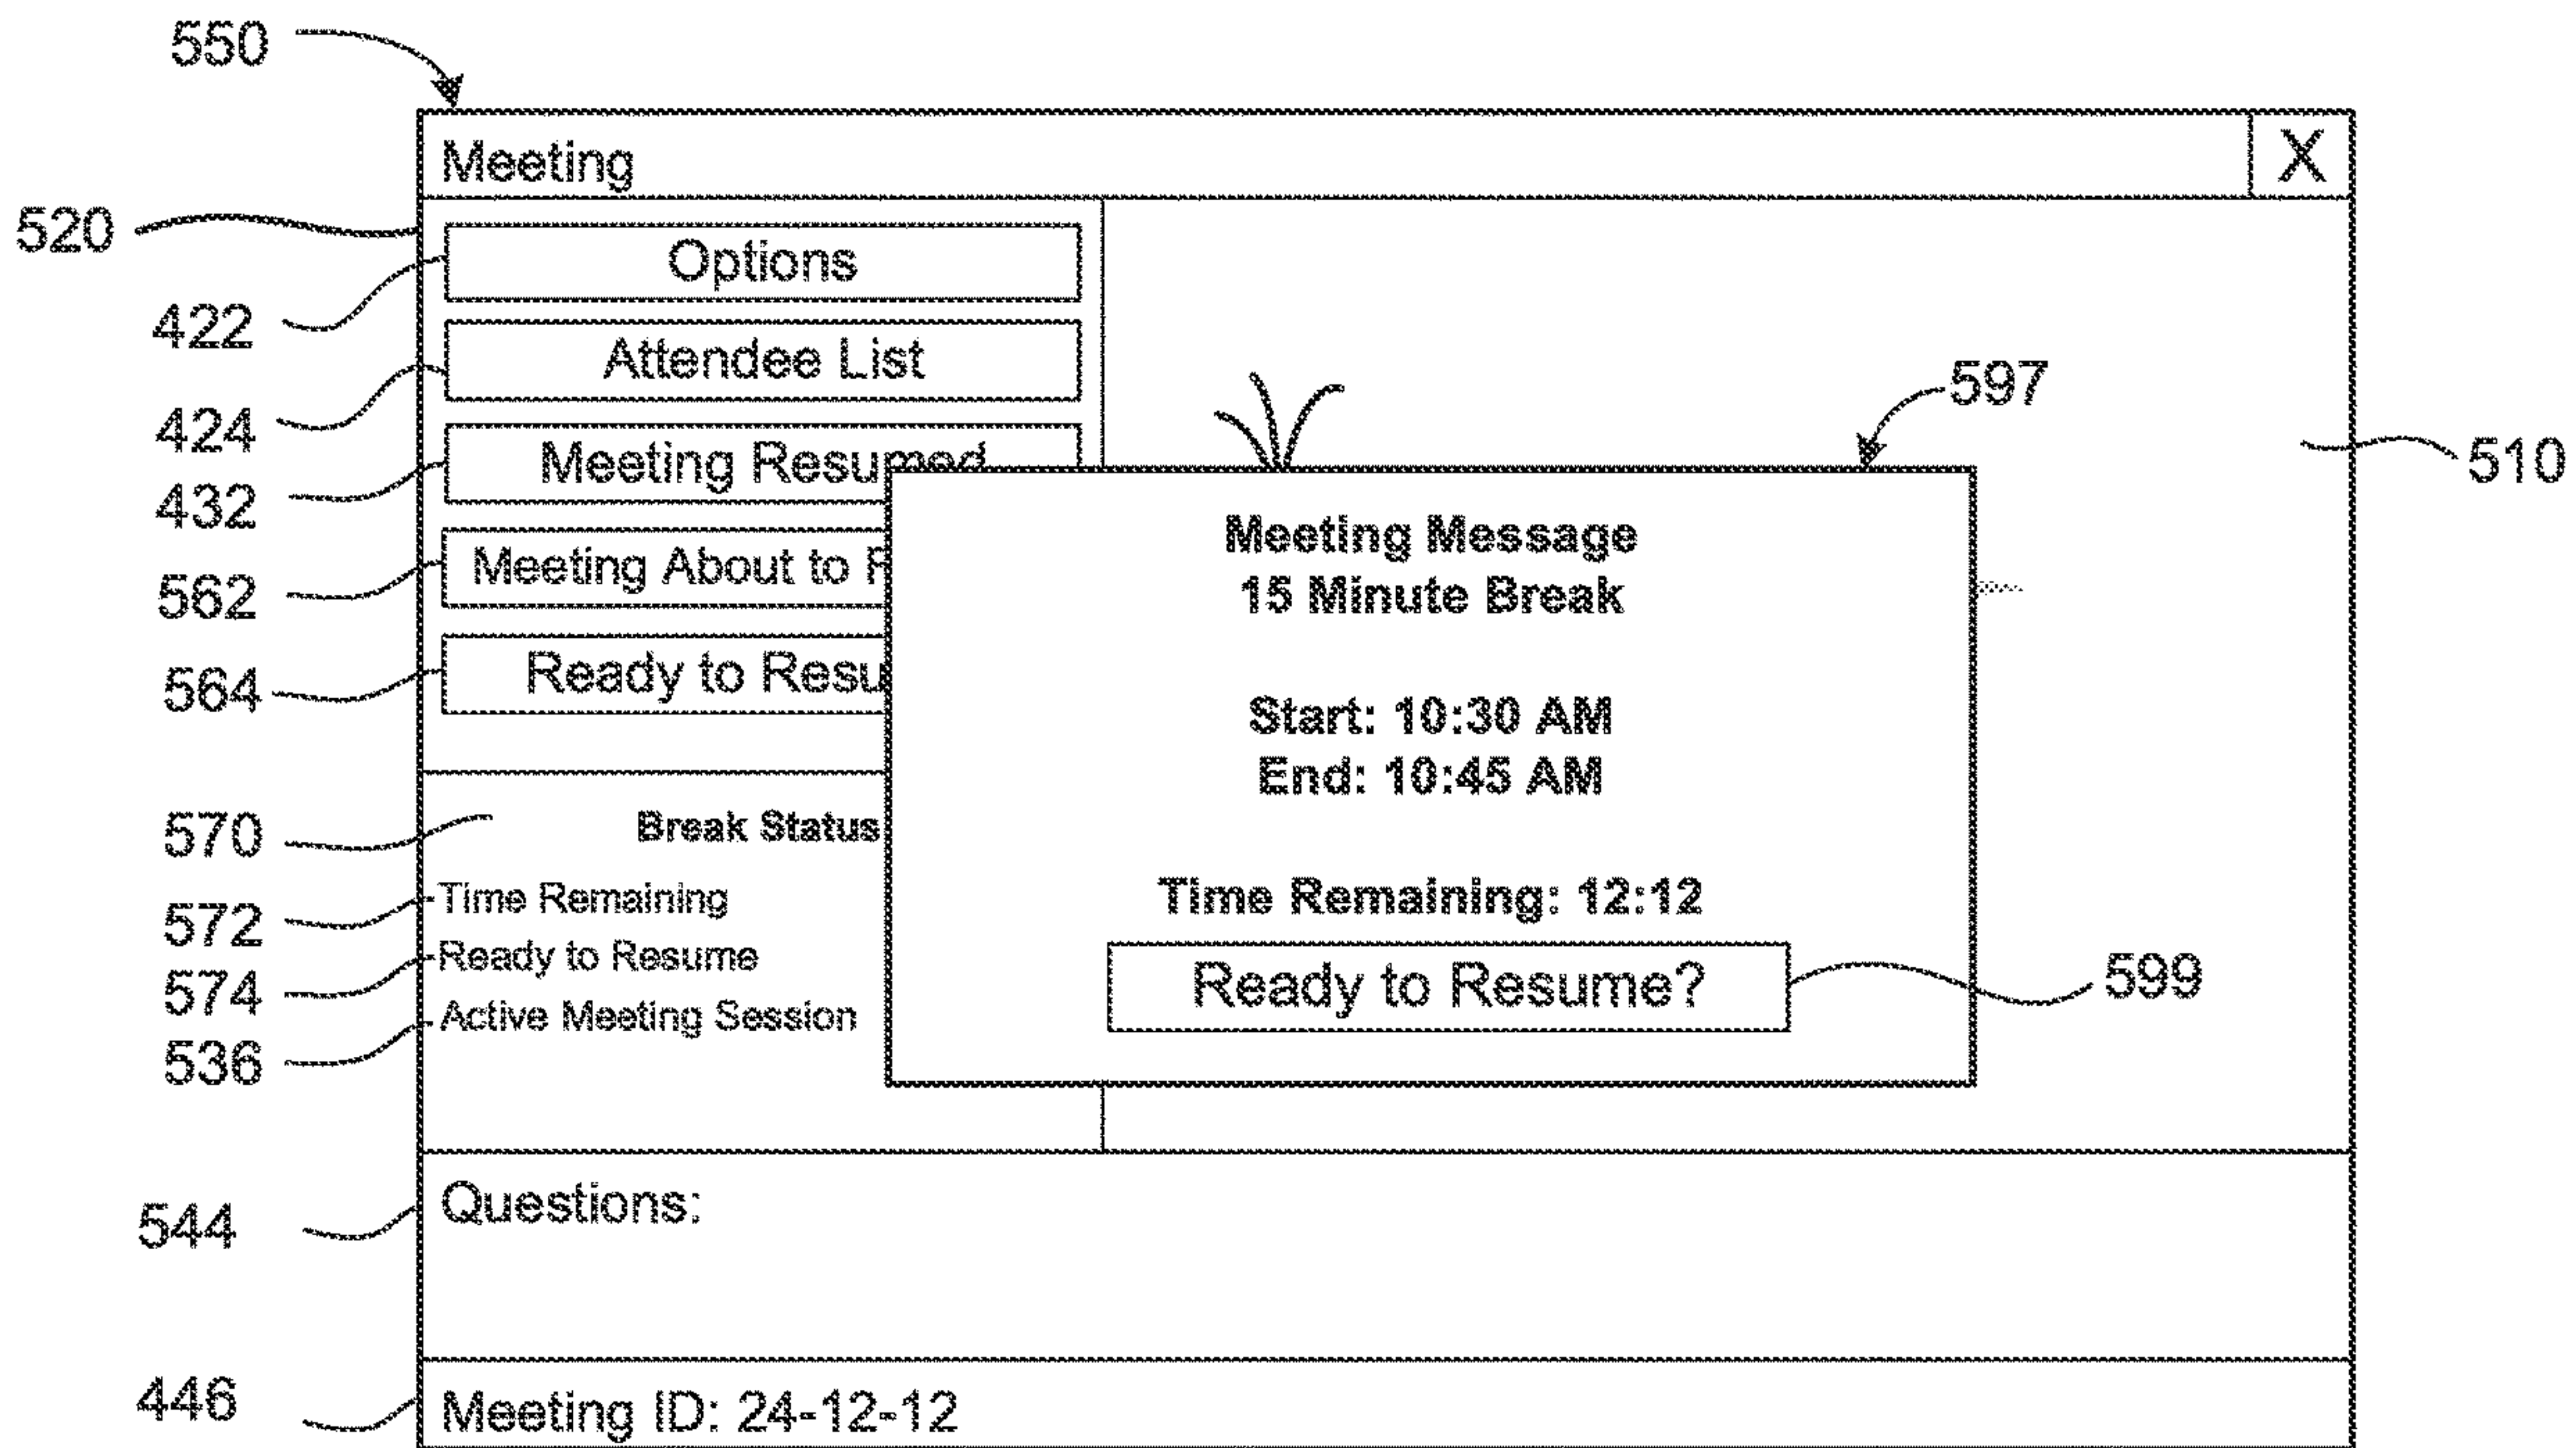 550
Meeting
X
520
Options
422
Attendee List
424
597
Meeting Resumed
510
432
Meeting Message
Meeting About to
562
15 Minute Break
Ready to Resu
564
Start: 10:30 AM
End: 10:45 AM
570
Break Status
Time Remaining
Time Remaining: 12:12
572
Ready to Resume
Ready to Resume?
599
574
Active Meeting Session
536
Questions:
544
446
Meeting ID: 24-12-12